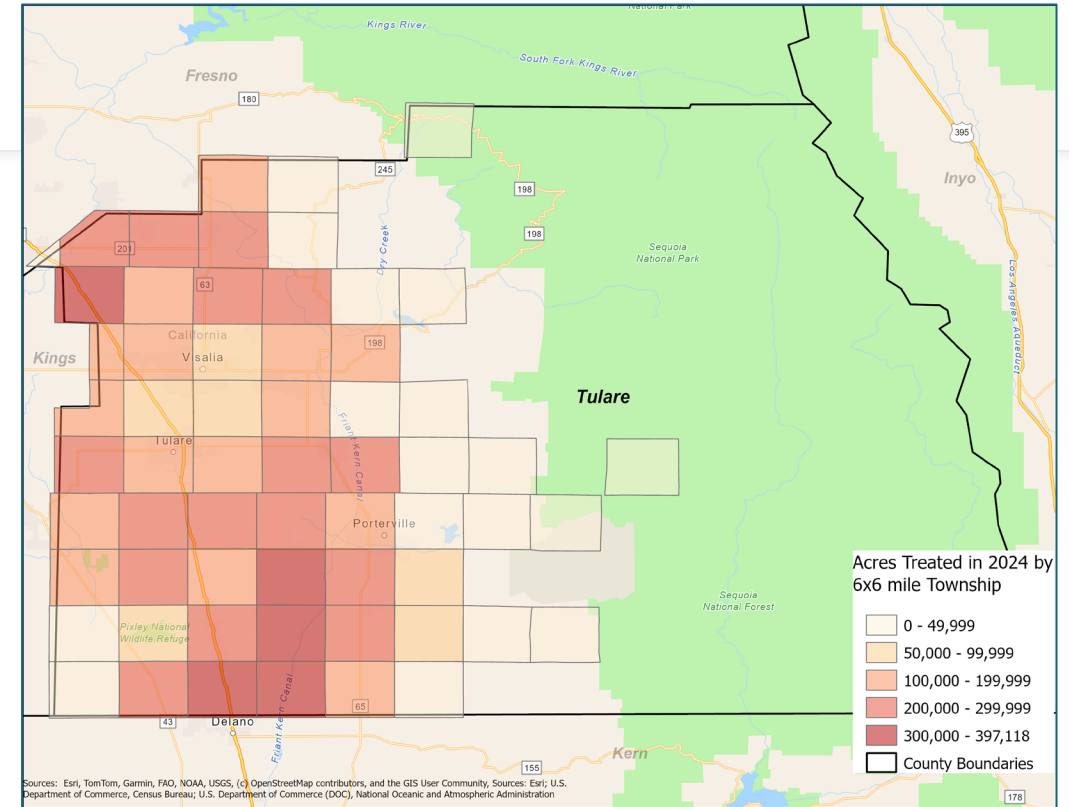 National Park
Kings River
South Fork Kings River
Fresno
180
395
245
Inyo
198
198
201
Dry Creek
Sequoia
National Park
Los Angeles Aqueduct
63
California
198
Kings
Visalia
Tulare
Friant Kern Canal
Tulare
Porterville
Acres Treated in 2024 by
6x6 mile Township
Sequoia
National Forest
0 - 49,999
Pixley National
Wildlife Refuge
50,000 - 99,999
100,000 - 199,999
65
200,000 - 299,999
43
Delano
300,000 - 397,118
Friant Kern Canal
Kern
County Boundaries
155
178
Sources: Esri, TomTom, Garmin, FAO, NOAA, USGS, (c) OpenStreetMap contributors, and the GIS User Community, Sources: Esri; U.S.
Department of Commerce, Census Bureau; U.S. Department of Commerce (DOC), National Oceanic and Atmospheric Administration